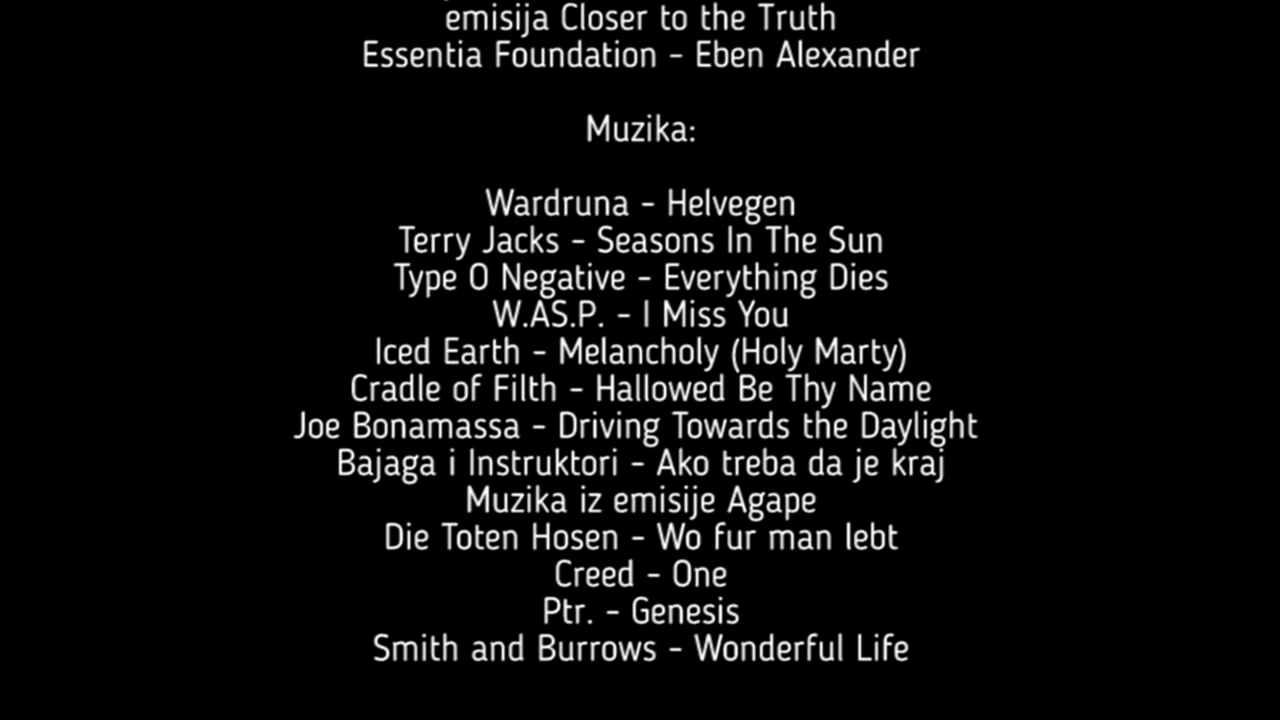 emisija Closer to the Truth
Essentia Foundation - Eben Alexander
Muzika:
Wardruna - Helvegen
Terry Jacks - Seasons In The Sun
Type O Negative - Everything Dies
W.AS.P. - I Miss You
Iced Earth - Melancholy (Holy Marty)
Cradle of Filth - Hallowed Be Thy Name
Joe Bonamassa - Driving Towards the Daylight
Bajaga i Instruktori - Ako treba da je kraj
Muzika iz emisije Agape
Die Toten Hosen - Wo fur man lebt
Creed - One
Ptr. - Genesis
Smith and Burrows - Wonderful Life